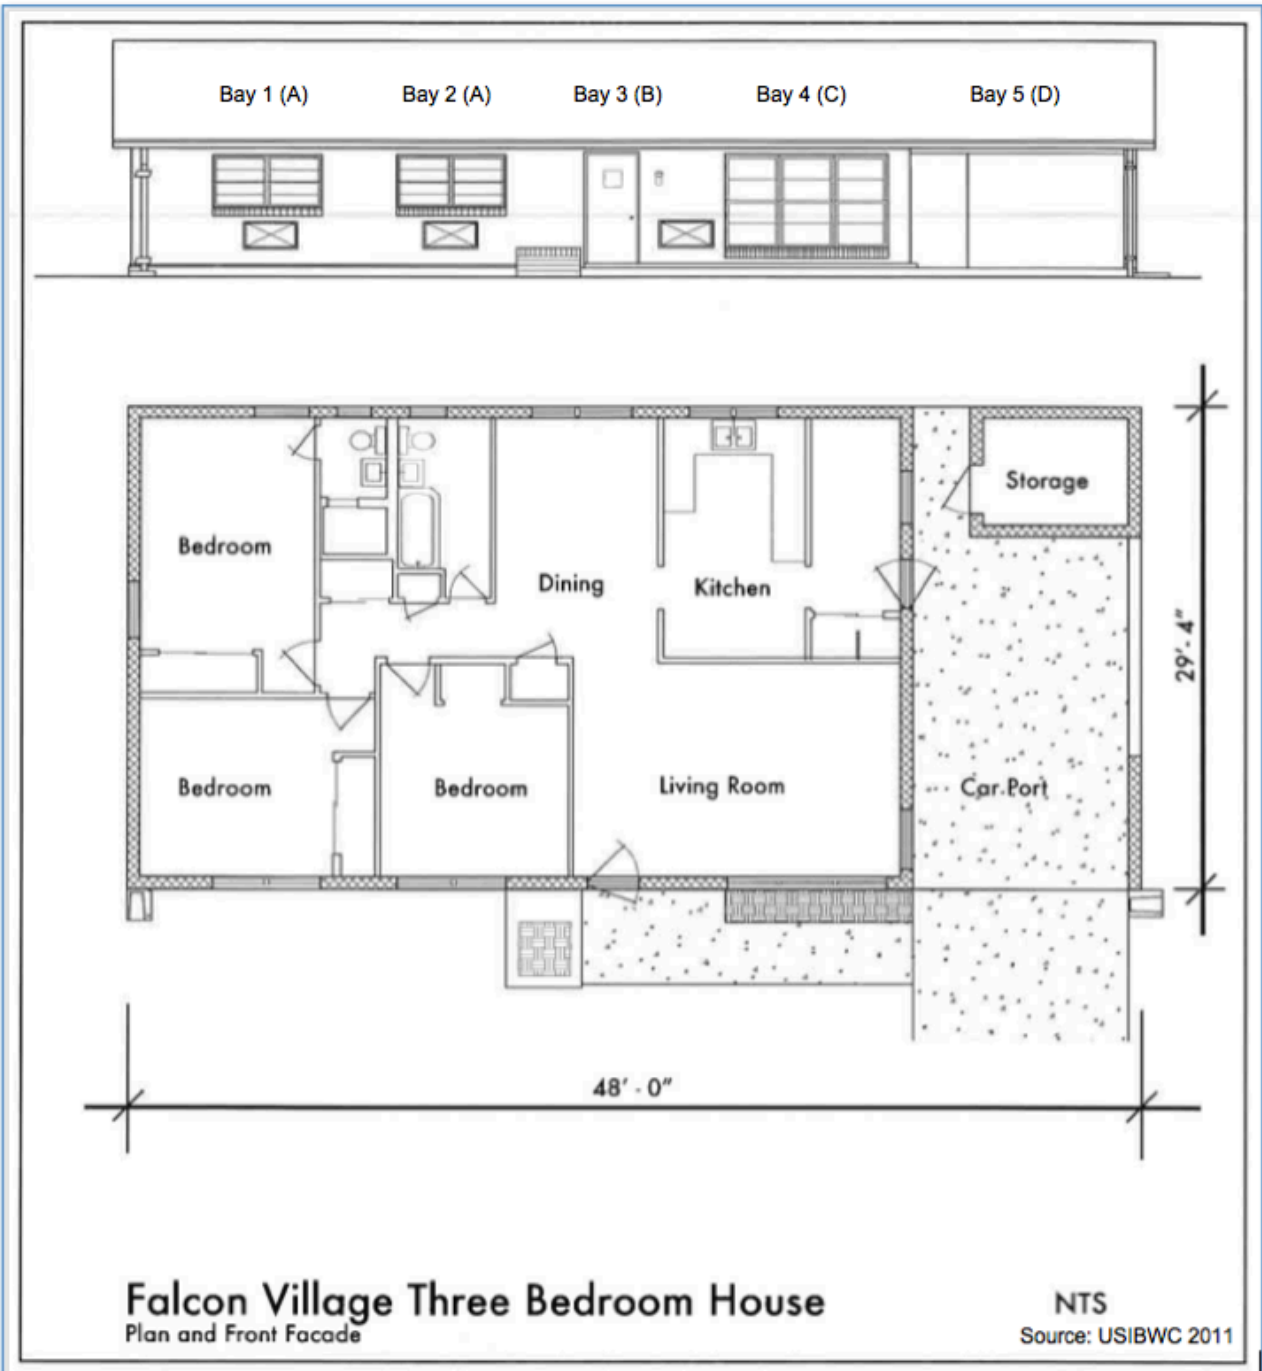 Bay 1 (A) Bay 2 (A) Bay 3 (B) Bay 4 (C) Bay 5 (D)
Storage
Bedroom
Dining
Kitchen
29'- 4"
Bedroom
Bedroom
Living Room
Car Port
48' - 0"
Falcon Village Three Bedroom House
NTS
Plan and Front Facade
Source: USIBWC 2011